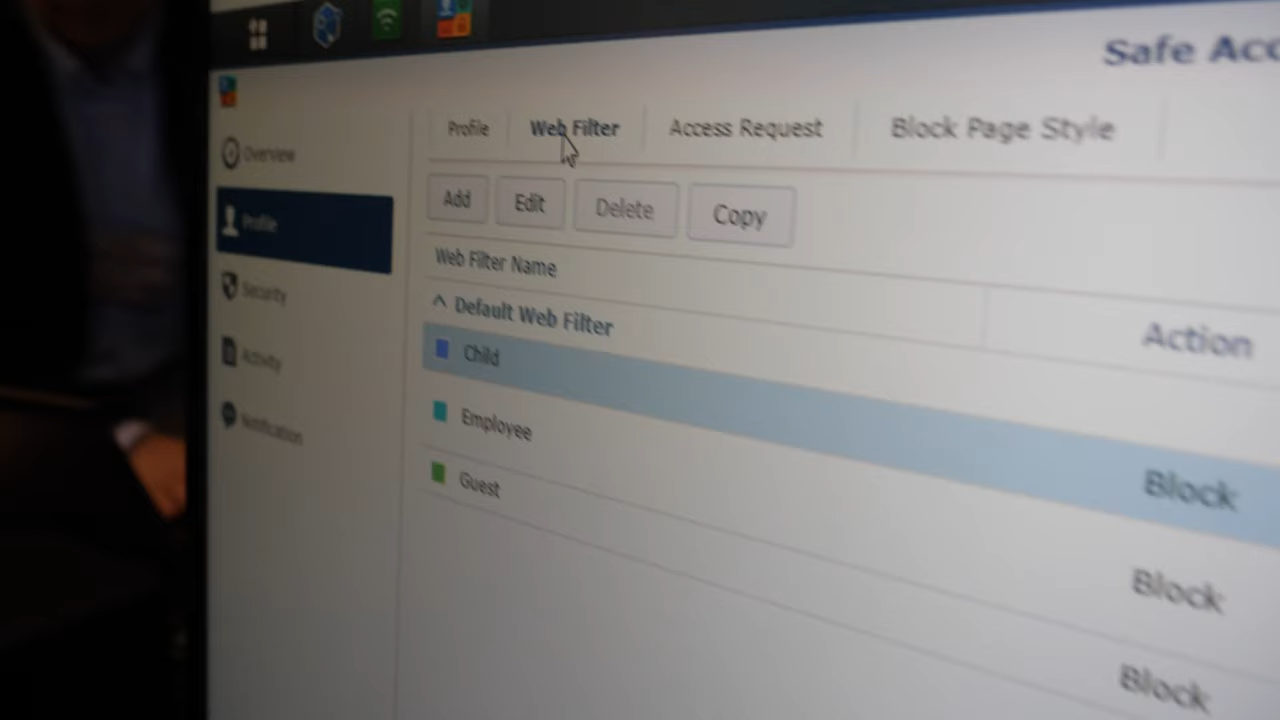 Safe Acc
Profile Web Filter Access Request Block Page Style
Overview
Profile
Security
Activity
Notification
Add Edit Delete Copy
Web Filter Name Action
Default Web Filter
Child Block
Employee Block
Guest Block